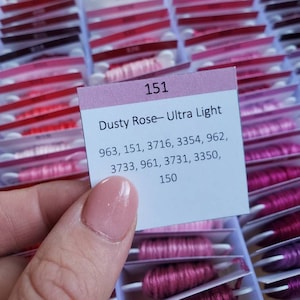 151
Dusty Rose– Ultra Light
963, 151, 3716, 3354, 962,
3733, 961, 3731, 3350,
150